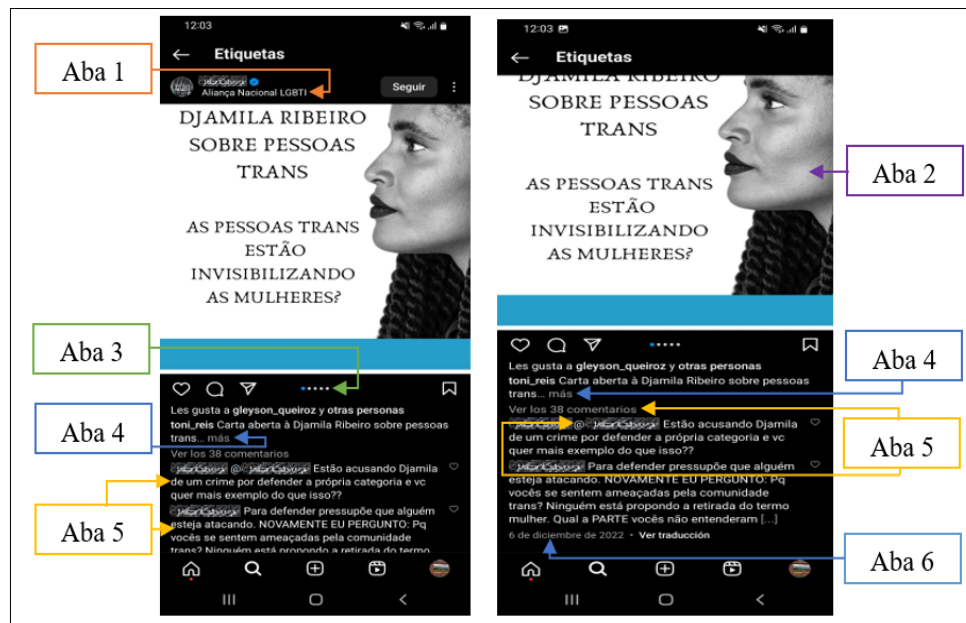 Aba 1
Aba 3
Aba 4
Aba 5
12:03
Etiquetas
Aliança Nacional LGBTI
Seguir
DJAMILA RIBEIRO
SOBRE PESSOAS
TRANS
AS PESSOAS TRANS
ESTÃO
INVISIBILIZANDO
AS MULHERES?
Les gusta a gleyson_queiroz y otras personas
toni_reis Carta aberta à Djamila Ribeiro sobre pessoas
trans... más
Ver los 38 comentarios
@ Estão acusando Djamila
de um crime por defender a própria categoria e vc
quer mais exemplo do que isso??
Para defender pressupõe que alguém
esteja atacando. NOVAMENTE EU PERGUNTO: Pq
vocês se sentem ameaçadas pela comunidade
trans? Ninguém está propondo a retirada do termo
12:03
Etiquetas
DJAMILA RIBEIRO
SOBRE PESSOAS
TRANS
AS PESSOAS TRANS
ESTÃO
INVISIBILIZANDO
AS MULHERES?
Les gusta a gleyson_queiroz y otras personas
toni_reis Carta aberta à Djamila Ribeiro sobre pessoas
trans... más
Ver los 38 comentarios
@ Estão acusando Djamila
de um crime por defender a própria categoria e vc
quer mais exemplo do que isso??
Para defender pressupõe que alguém
esteja atacando. NOVAMENTE EU PERGUNTO: Pq
vocês se sentem ameaçadas pela comunidade
trans? Ninguém está propondo a retirada do termo
mulher. Qual a PARTE vocês não entenderam [...]
6 de diciembre de 2022 • Ver traducción
Aba 2
Aba 4
Aba 5
Aba 6